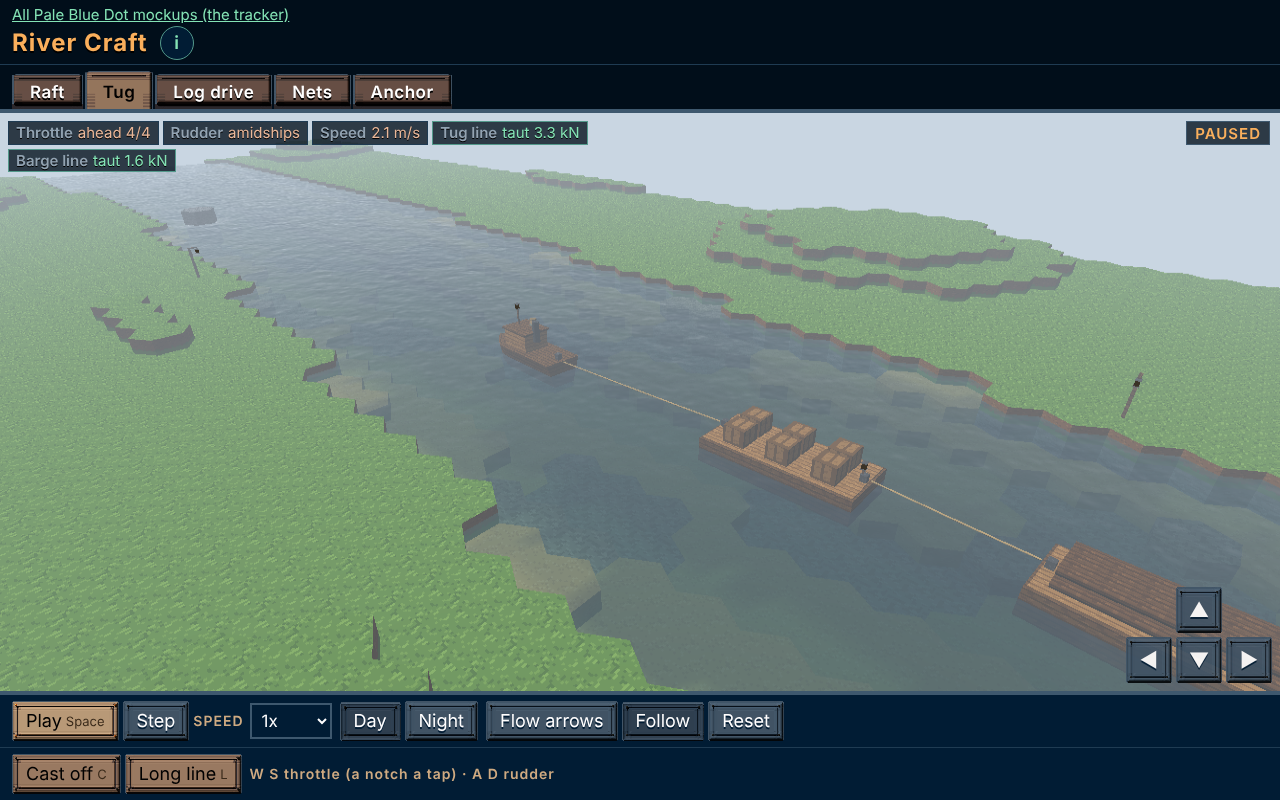 All Pale Blue Dot mockups (the tracker)
River Craft i
Raft Tug Log drive Nets Anchor
Throttle ahead 4/4 Rudder amidships Speed 2.1 m/s Tug line taut 3.3 kN PAUSED
Barge line taut 1.6 kN
Play Space Step SPEED 1x Day Night Flow arrows Follow Reset
Cast off C Long line L W S throttle (a notch a tap) · A D rudder